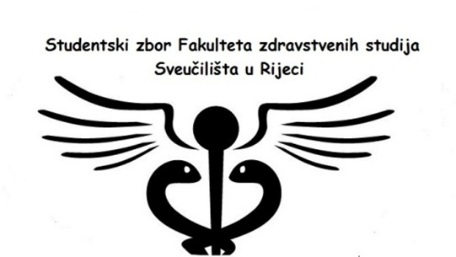 Studentski zbor Fakulteta zdravstvenih studija
Sveučilišta u Rijeci